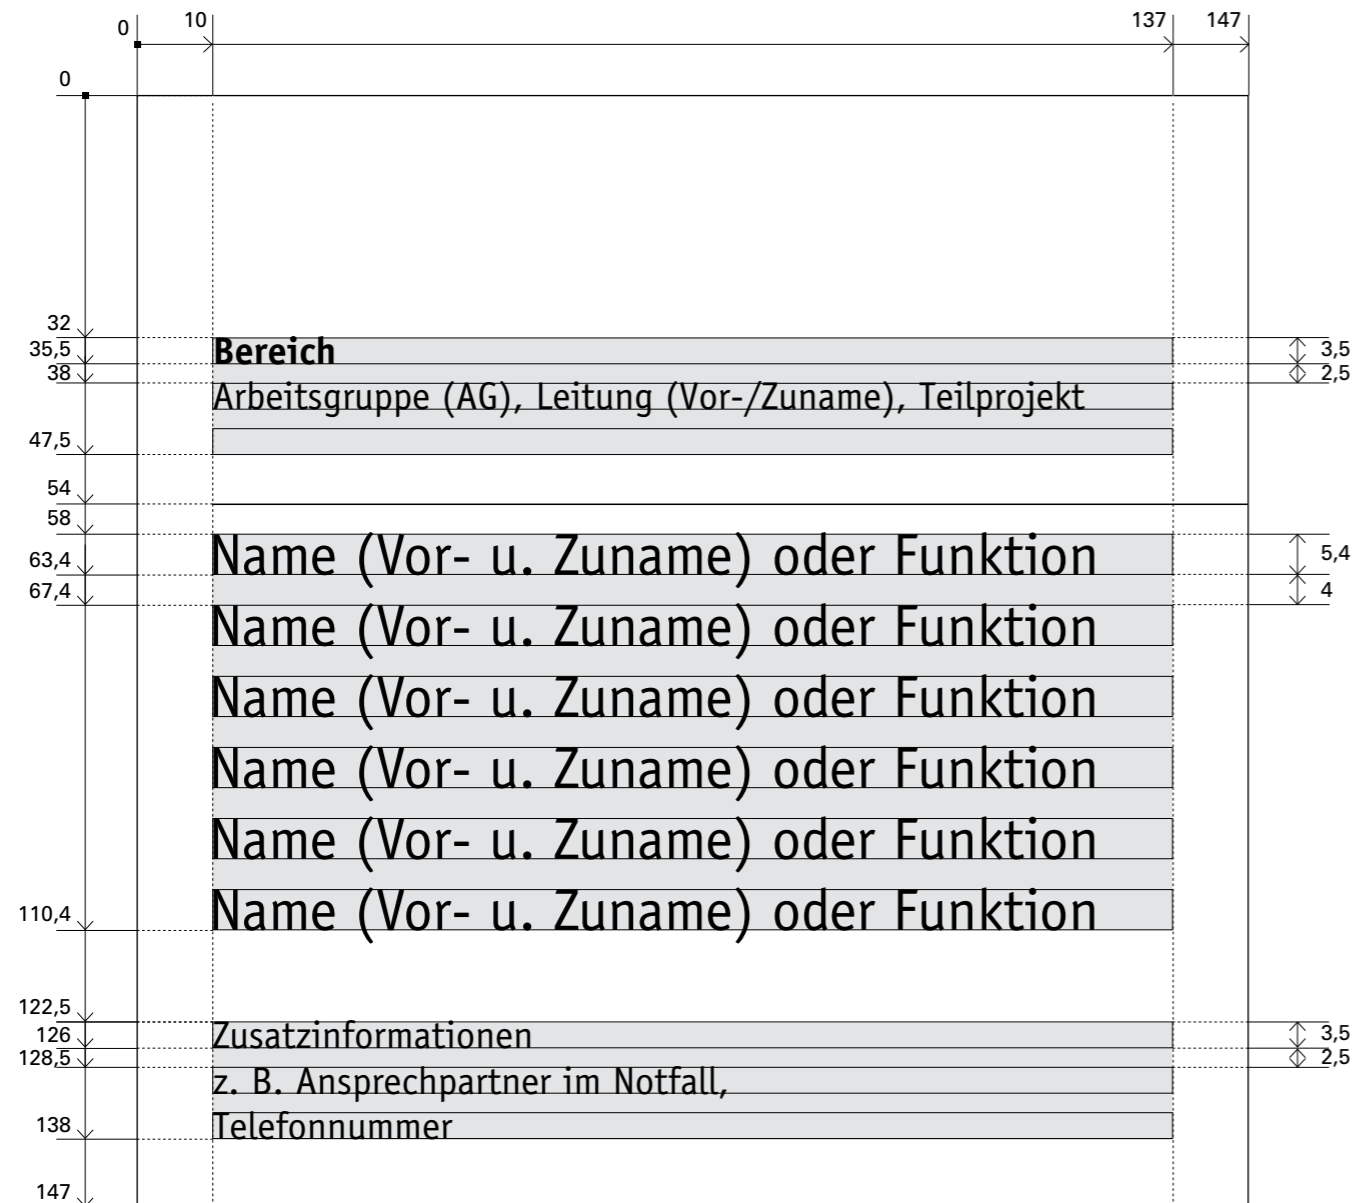 0 10 137 147
0
32
35,5 Bereich 3,5
38 2,5
Arbeitsgruppe (AG), Leitung (Vor-/Zuname), Teilprojekt
47,5
54
58
63,4 Name (Vor- u. Zuname) oder Funktion 5,4
67,4 4
Name (Vor- u. Zuname) oder Funktion
Name (Vor- u. Zuname) oder Funktion
Name (Vor- u. Zuname) oder Funktion
Name (Vor- u. Zuname) oder Funktion
110,4 Name (Vor- u. Zuname) oder Funktion
122,5
126 Zusatzinformationen 3,5
128,5 2,5
z. B. Ansprechpartner im Notfall,
138 Telefonnummer
147